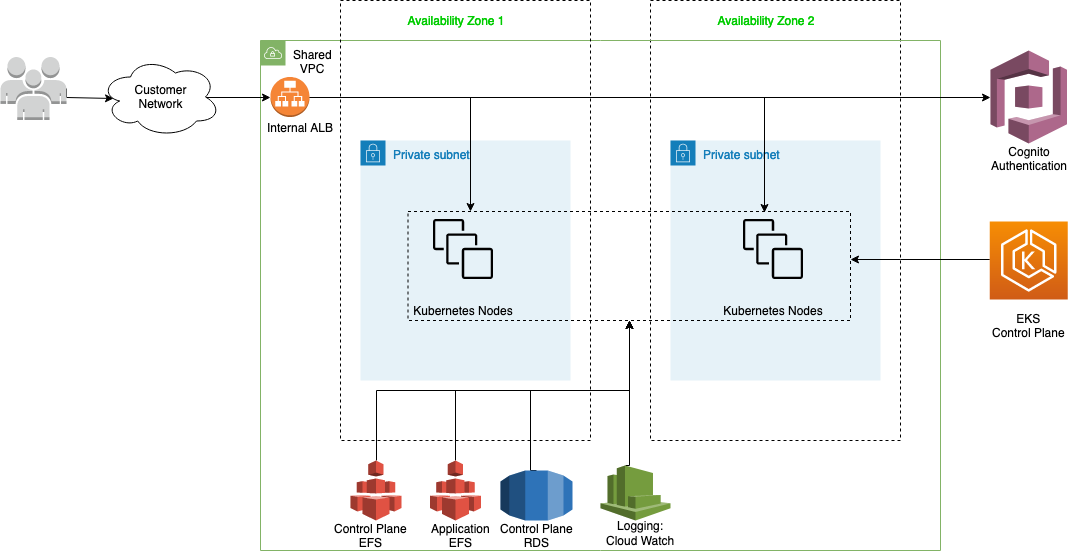 Availability Zone 1
Availability Zone 2
Shared
VPC
Customer
Network
Internal ALB
Private subnet
Private subnet
Cognito
Authentication
K
Kubernetes Nodes
Kubernetes Nodes
EKS
Control Plane
Control Plane
EFS
Application
EFS
Control Plane
RDS
Logging:
Cloud Watch